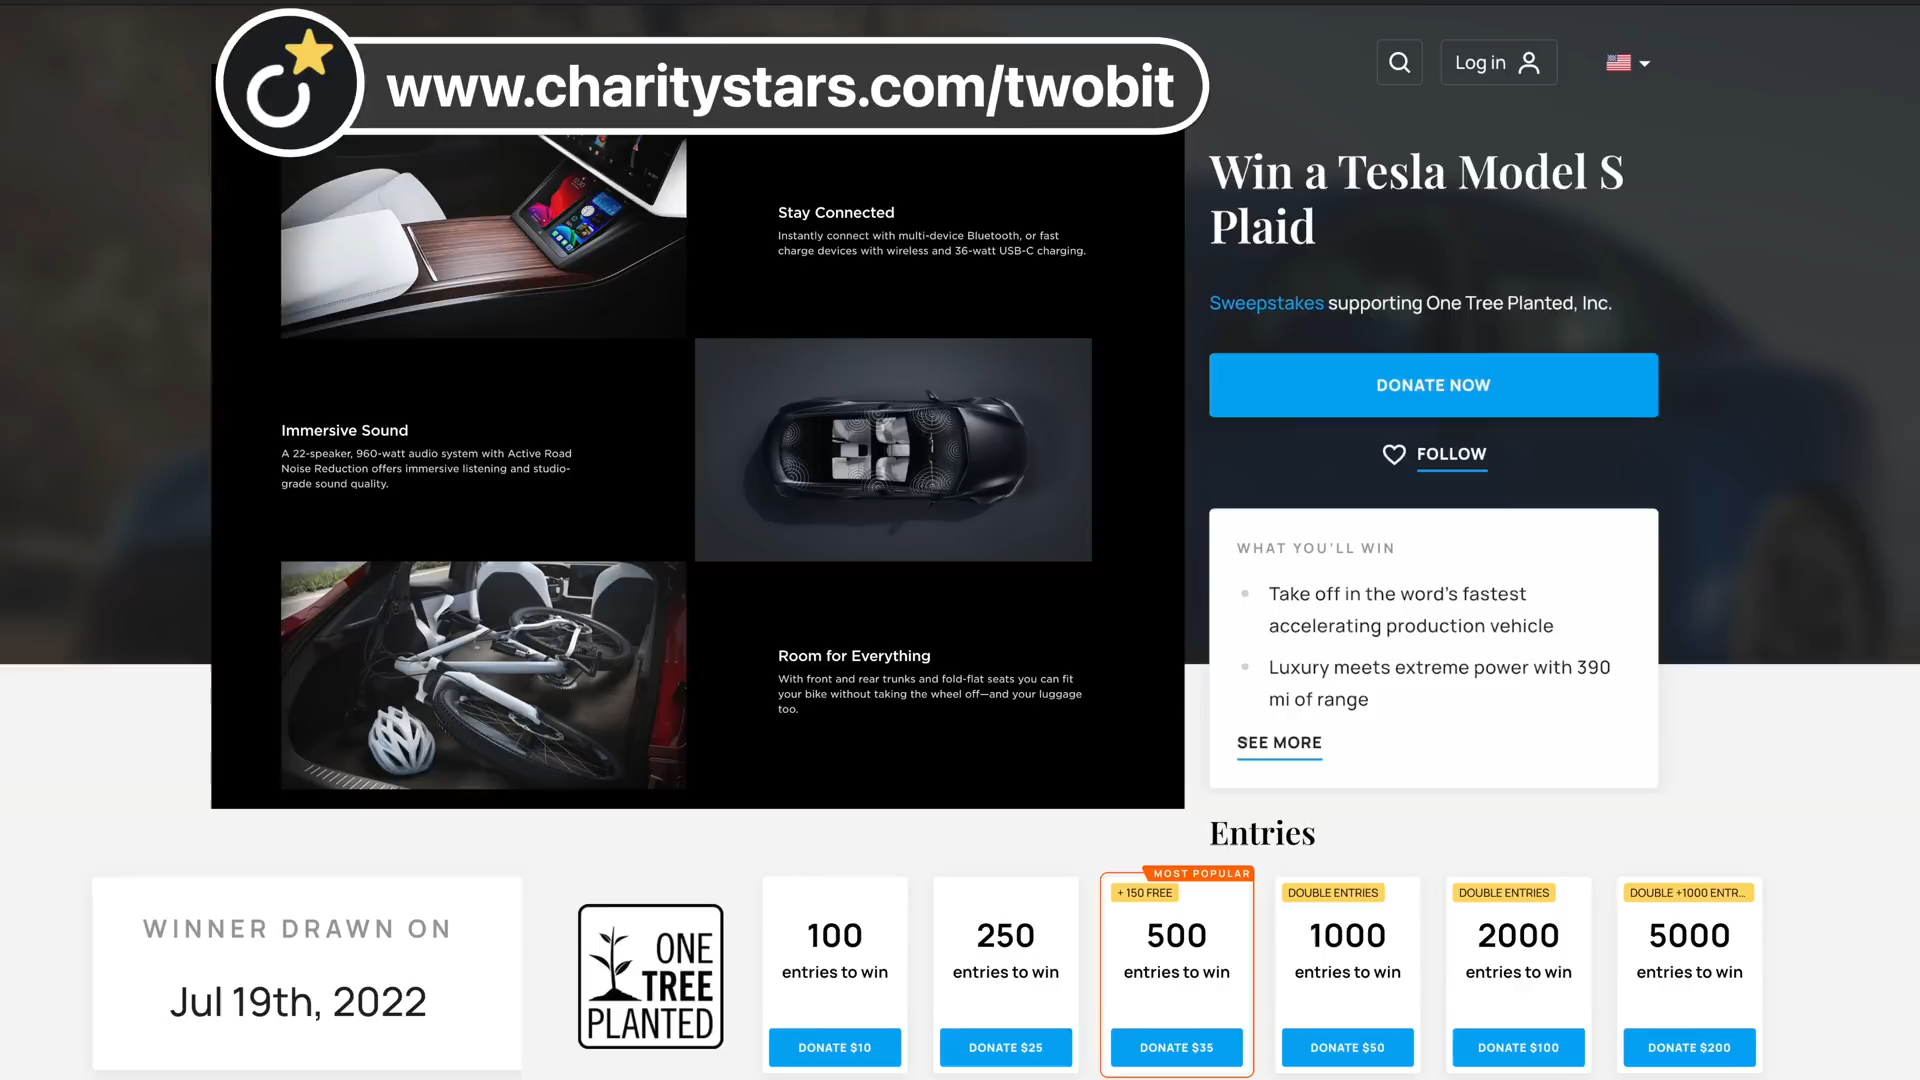 www.charitystars.com/twobit
Log in
Win a Tesla Model S
Plaid
Sweepstakes supporting One Tree Planted, Inc.
DONATE NOW
FOLLOW
Stay Connected
Instantly connect with multi-device Bluetooth, or fast
charge devices with wireless and 36-watt USB-C charging.
Immersive Sound
A 22-speaker, 960-watt audio system with Active Road
Noise Reduction offers immersive listening and studio-
grade sound quality.
Room for Everything
With front and rear trunks and fold-flat seats you can fit
your bike without taking the wheel off—and your luggage
too.
WHAT YOU'LL WIN
Take off in the word's fastest
accelerating production vehicle
Luxury meets extreme power with 390
mi of range
SEE MORE
Entries
WINNER DRAWN ON
Jul 19th, 2022
ONE
TREE
PLANTED
100
entries to win
DONATE $10
250
entries to win
DONATE $25
MOST POPULAR
+ 150 FREE
500
entries to win
DONATE $35
DOUBLE ENTRIES
1000
entries to win
DONATE $50
DOUBLE ENTRIES
2000
entries to win
DONATE $100
DOUBLE +1000 ENTR...
5000
entries to win
DONATE $200